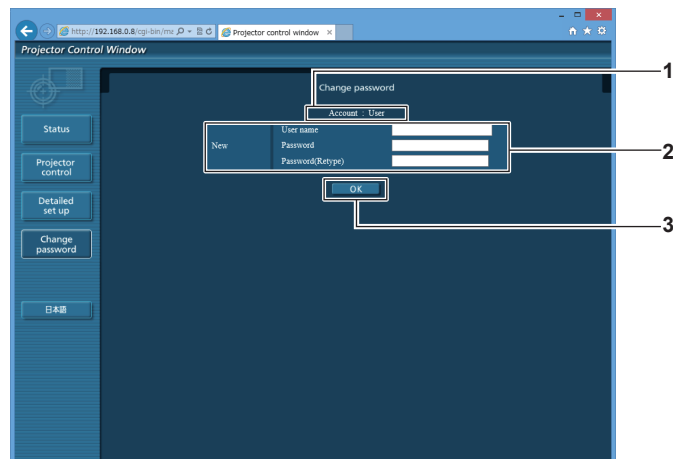 http://192.168.0.8/cgi-bin/ma
Projector control window
Projector Control Window
Change password
1
Account : User
Status
User name
New
Password
2
Password(Retype)
Projector
control
OK
Detailed
set up
3
Change
password
日本語